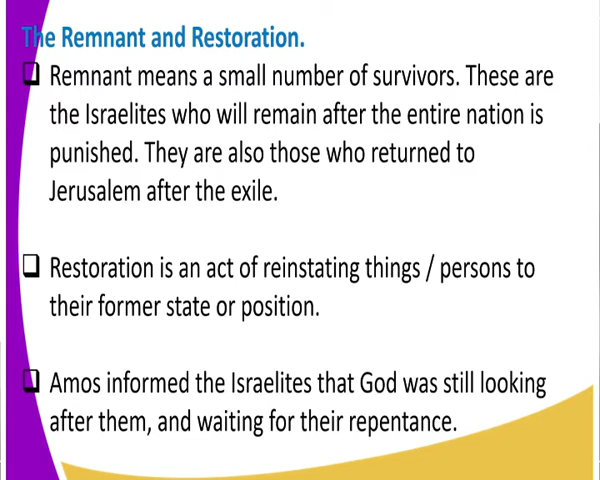 The Remnant and Restoration.
Remnant means a small number of survivors. These are
the Israelites who will remain after the entire nation is
punished. They are also those who returned to
Jerusalem after the exile.
Restoration is an act of reinstating things / persons to
their former state or position.
Amos informed the Israelites that God was still looking
after them, and waiting for their repentance.